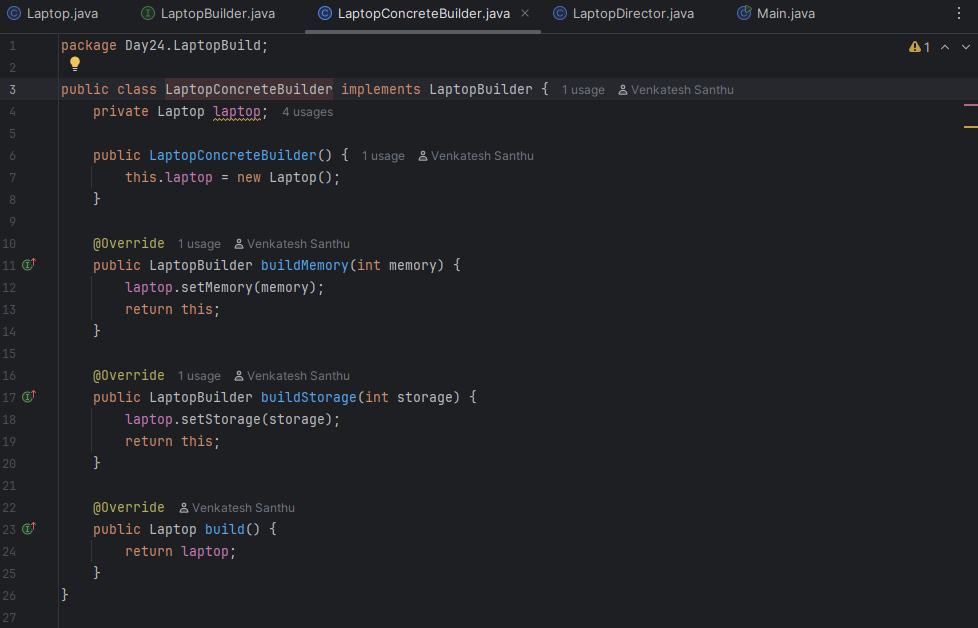 Laptop.java LaptopBuilder.java LaptopConcreteBuilder.java LaptopDirector.java Main.java
1 package Day24.LaptopBuild; 1
2
3 public class LaptopConcreteBuilder implements LaptopBuilder { 1 usage Venkatesh Santhu
4     private Laptop laptop; 4 usages
5
6     public LaptopConcreteBuilder() { 1 usage Venkatesh Santhu
7         this.laptop = new Laptop();
8     }
9
10     @Override 1 usage Venkatesh Santhu
11     public LaptopBuilder buildMemory(int memory) {
12         laptop.setMemory(memory);
13         return this;
14     }
15
16     @Override 1 usage Venkatesh Santhu
17     public LaptopBuilder buildStorage(int storage) {
18         laptop.setStorage(storage);
19         return this;
20     }
21
22     @Override Venkatesh Santhu
23     public Laptop build() {
24         return laptop;
25     }
26 }
27